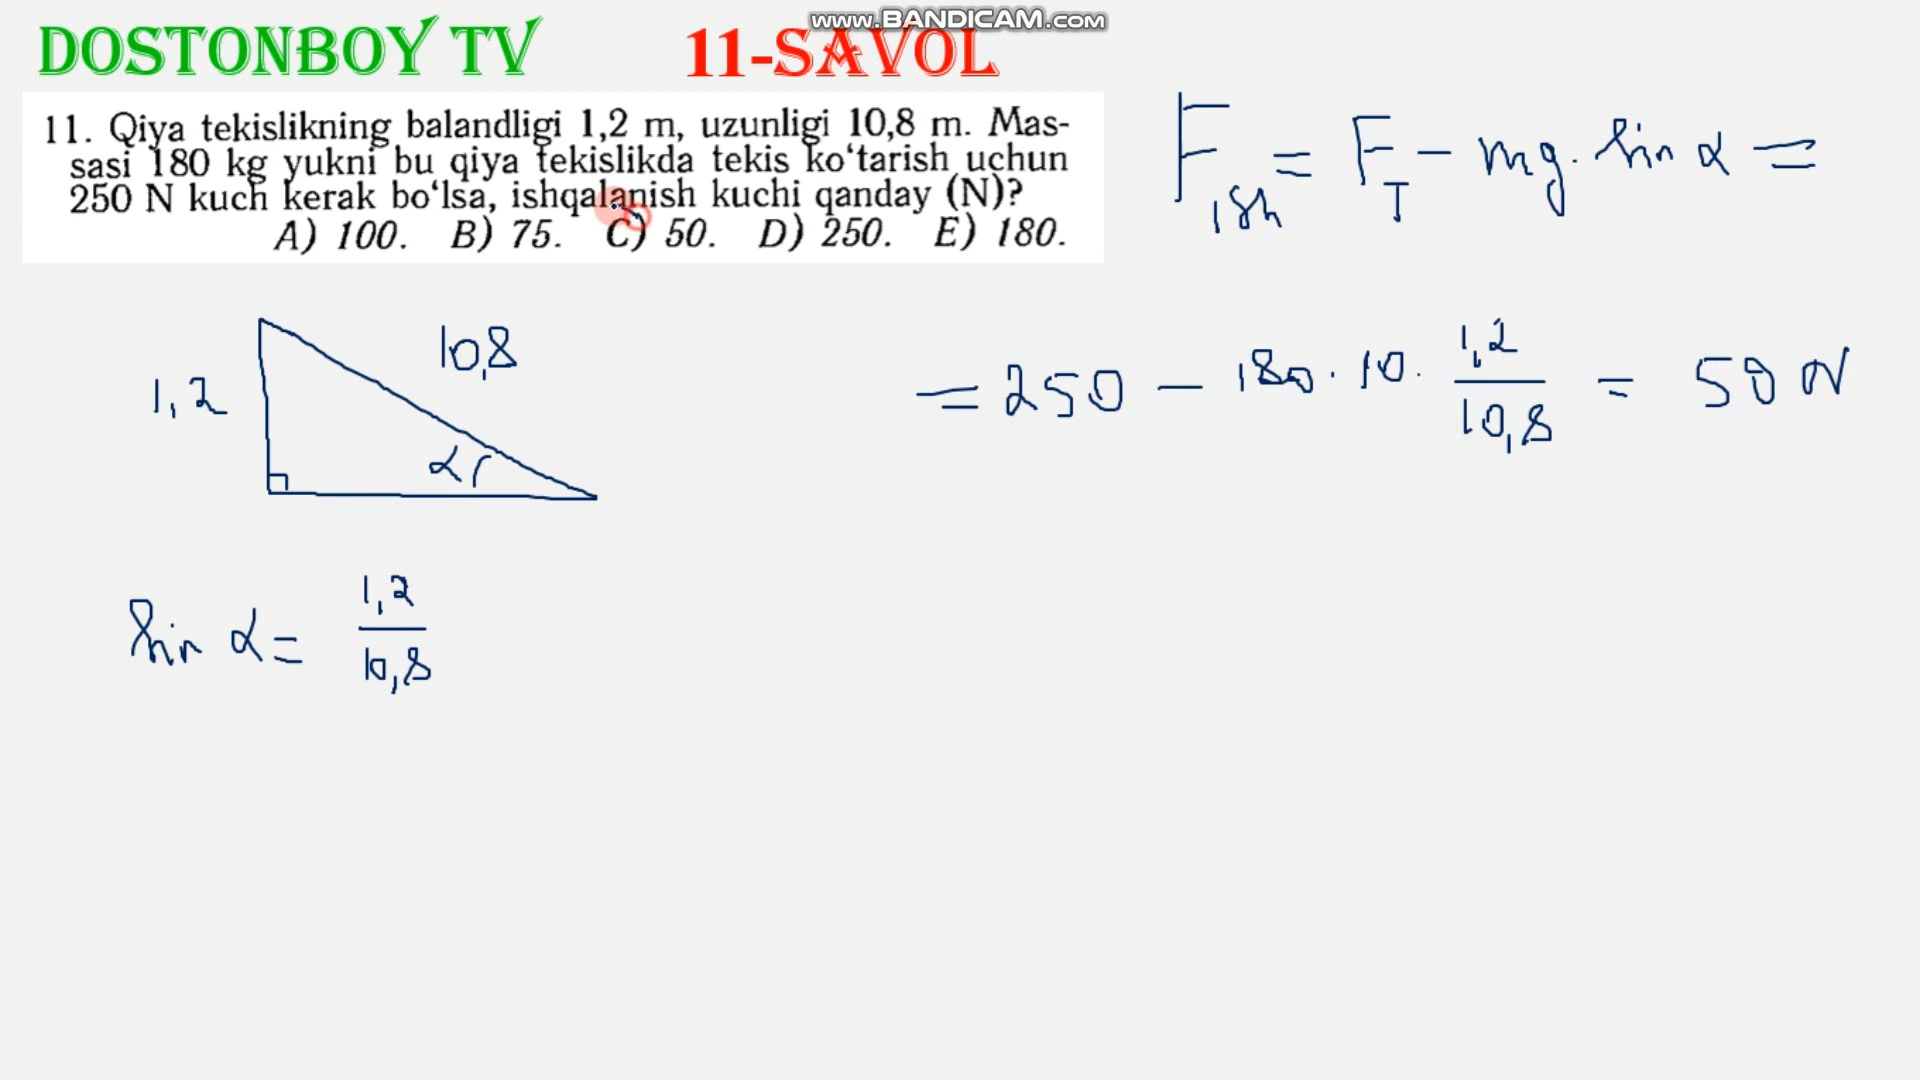 www.BANDICAM.com
DOSTONBOY TV 11-SAVOL
11. Qiya tekislikning balandligi 1,2 m, uzunligi 10,8 m. Mas-
sasi 180 kg yukni bu qiya tekislikda tekis ko‘tarish uchun
250 N kuch kerak bo‘lsa, ishqalanish kuchi qanday (N)?
A) 100. B) 75. C) 50. D) 250. E) 180.
F ish = F T - mg · sin α =
= 250 - 180 · 10 · 1,2/10,8 = 50 N
10,8
1,2
α
sin α = 1,2/10,8